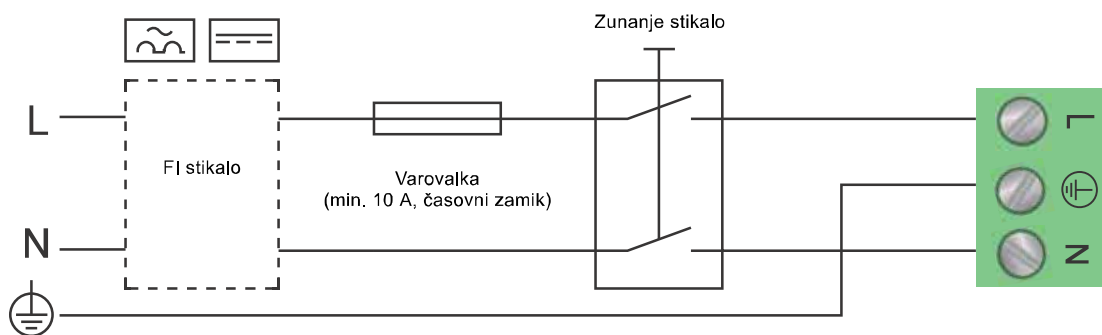 Zunanje stikalo
L
FI stikalo
Varovalka
(min. 10 A, časovni zamik)
N
L
N